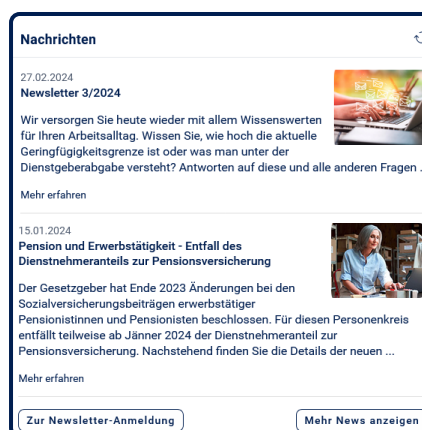 Nachrichten
27.02.2024
Newsletter 3/2024
Wir versorgen Sie heute wieder mit allem Wissenswerten
für Ihren Arbeitsalltag. Wissen Sie, wie hoch die aktuelle
Geringfügigkeitsgrenze ist oder was man unter der
Dienstgeberabgabe versteht? Antworten auf diese und alle anderen Fragen .
Mehr erfahren
15.01.2024
Pension und Erwerbstätigkeit - Entfall des
Dienstnehmeranteils zur Pensionsversicherung
Der Gesetzgeber hat Ende 2023 Änderungen bei den
Sozialversicherungsbeiträgen erwerbstätiger
Pensionistinnen und Pensionisten beschlossen. Für diesen Personenkreis
entfällt teilweise ab Jänner 2024 der Dienstnehmeranteil zur
Pensionsversicherung. Nachstehend finden Sie die Details der neuen ...
Mehr erfahren
Zur Newsletter-Anmeldung
Mehr News anzeigen